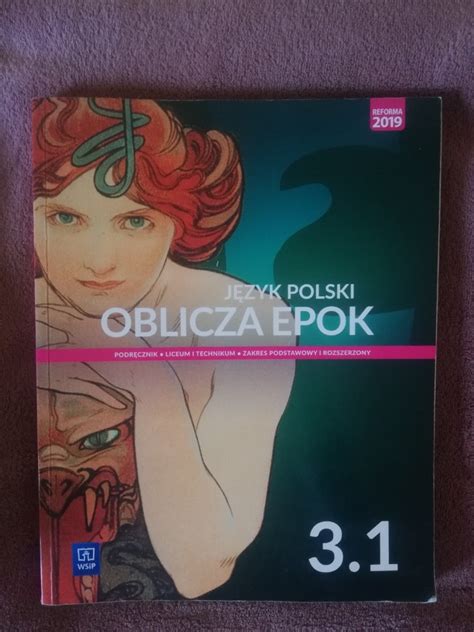 REFORMA
2019
JĘZYK POLSKI
OBLICZA EPOK
PODRĘCZNIK • LICEUM I TECHNIKUM • ZAKRES PODSTAWOWY I ROZSZERZONY
WSiP
3.1